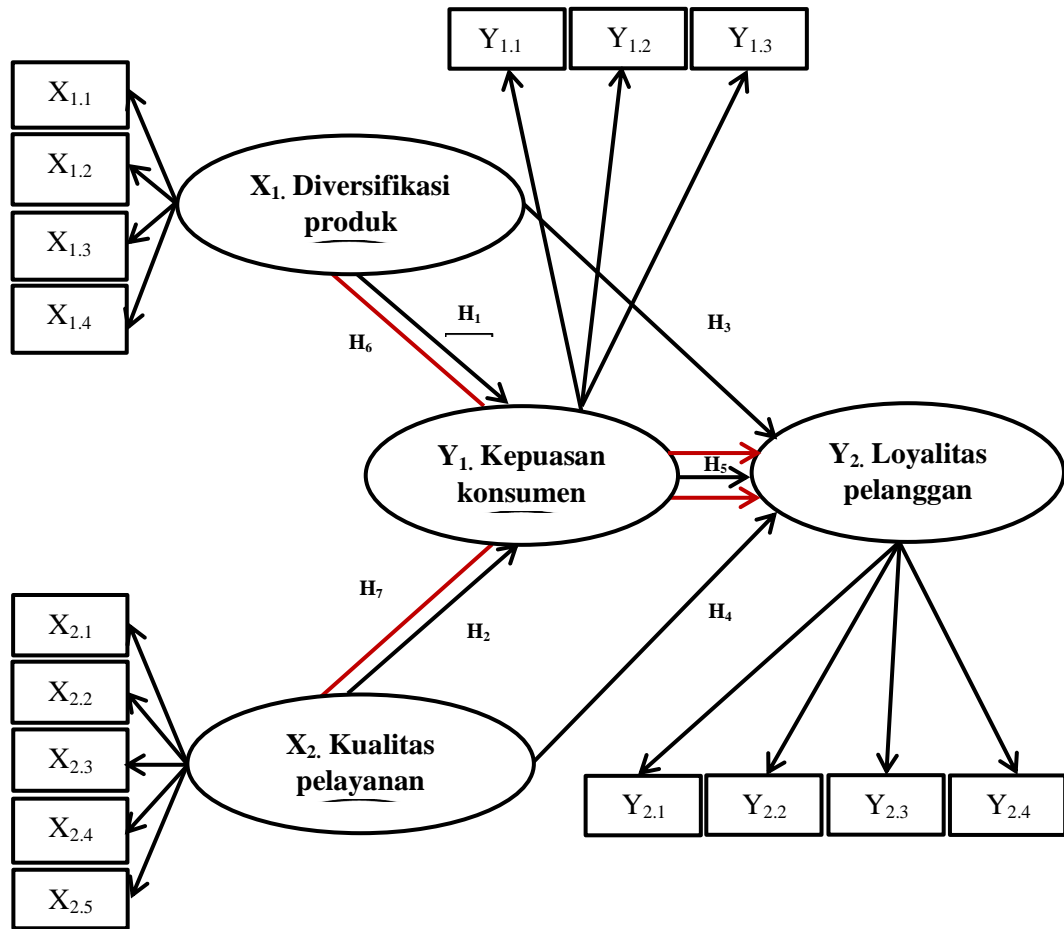 Y₁.₁
Y₁.₂
Y₁.₃
X₁.₁
X₁.₂
X₁.₃
X₁.₄
X₁. Diversifikasi
produk
H₁
H₆
H₃
Y₁. Kepuasan
konsumen
H₅
Y₂. Loyalitas
pelanggan
H₇
H₂
H₄
X₂.₁
X₂.₂
X₂.₃
X₂.₄
X₂.₅
X₂. Kualitas
pelayanan
Y₂.₁
Y₂.₂
Y₂.₃
Y₂.₄